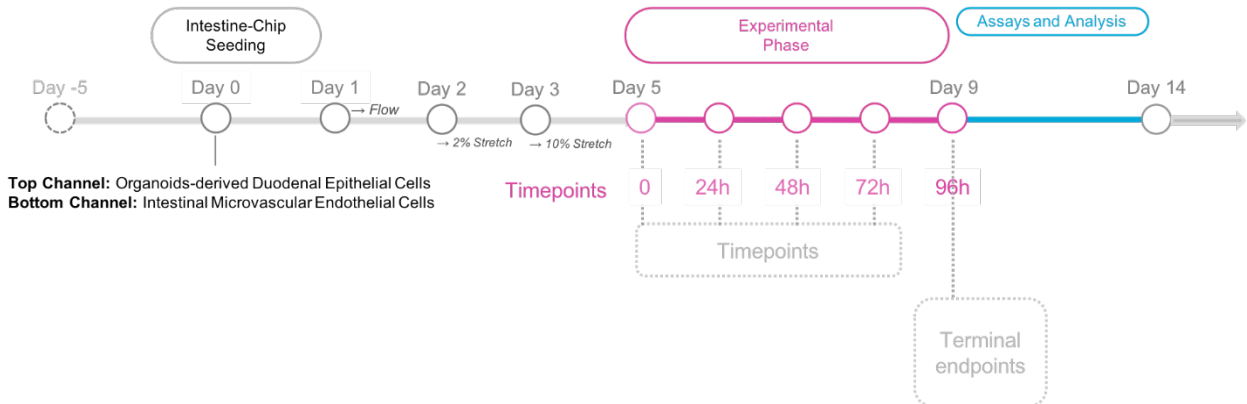 Intestine-Chip
Seeding
Experimental
Phase
Assays and Analysis
Day -5
Day 0
Day 1
Day 2
Day 3
Day 5
Day 9
Day 14
→ Flow
→ 2% Stretch
→ 10% Stretch
Top Channel: Organoids-derived Duodenal Epithelial Cells
Bottom Channel: Intestinal Microvascular Endothelial Cells
Timepoints
0
24h
48h
72h
96h
Timepoints
Terminal
endpoints